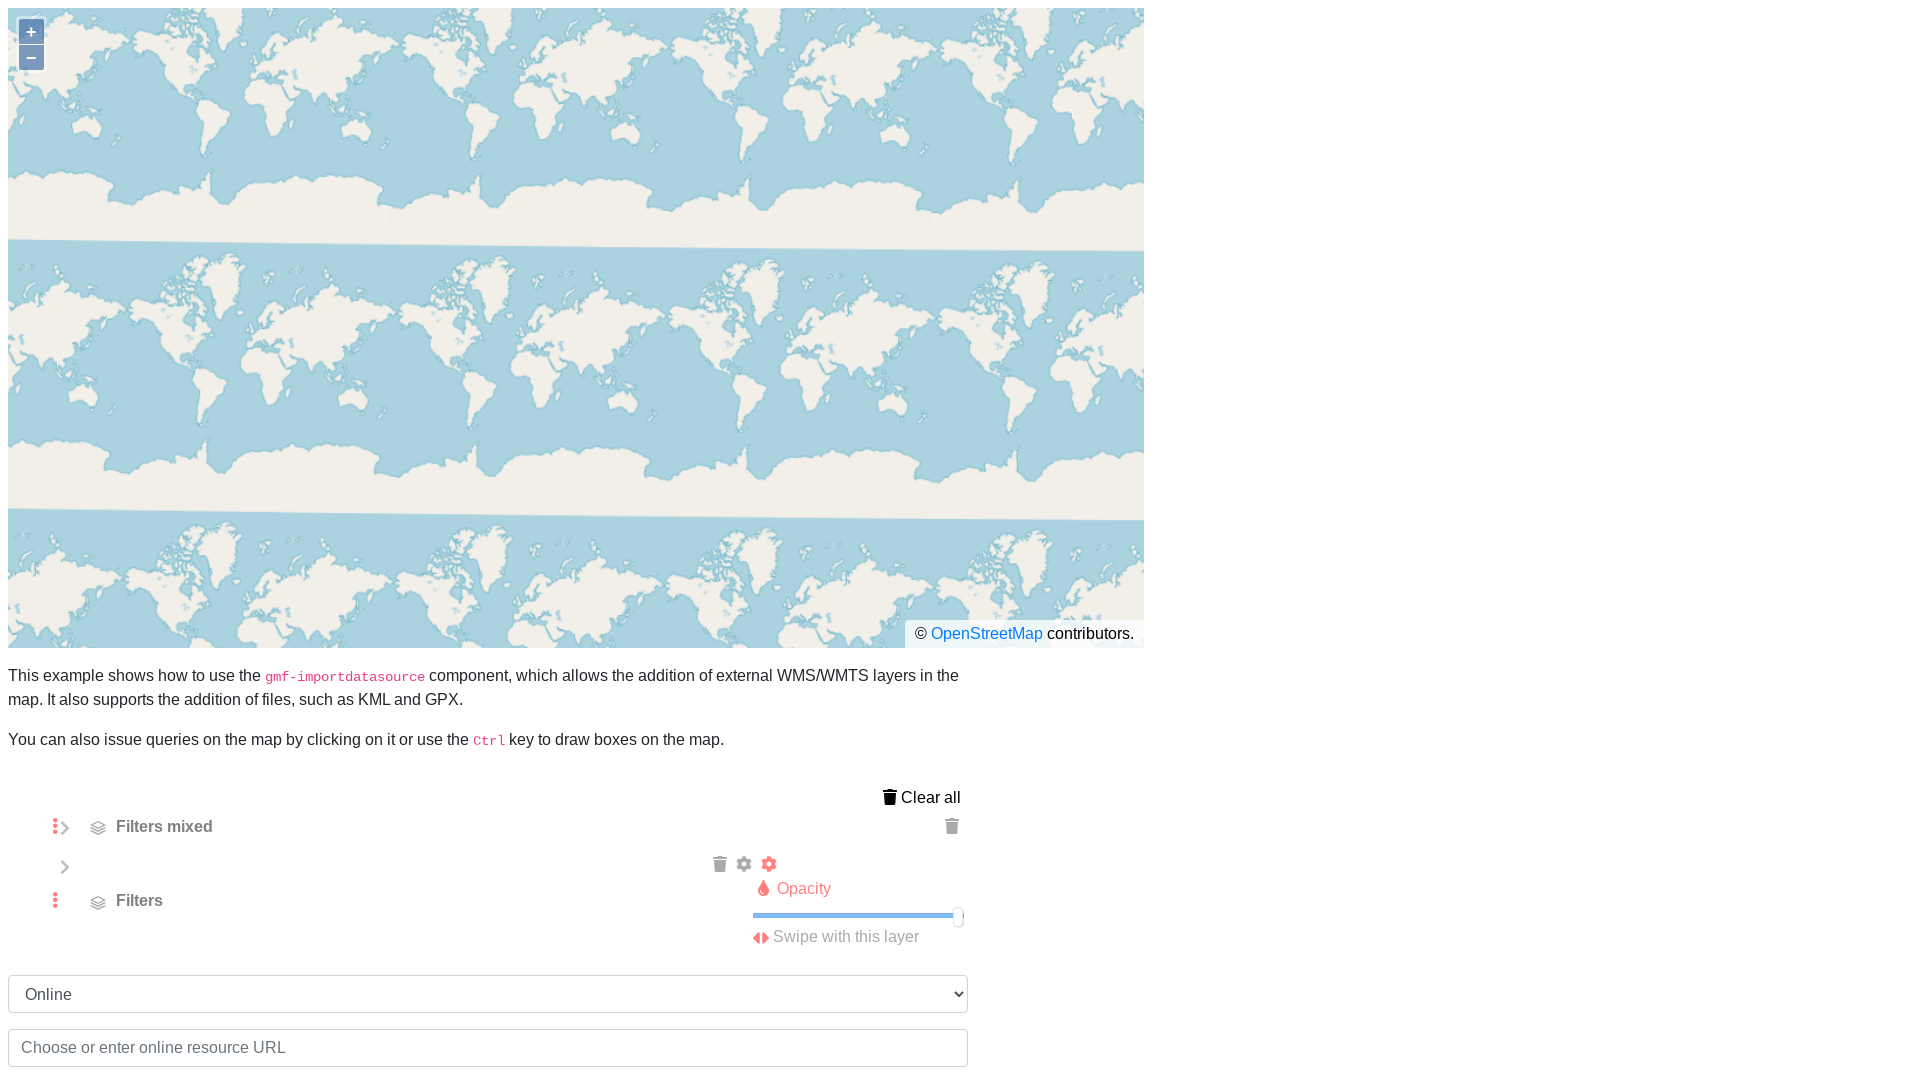 +
−
© OpenStreetMap contributors.
This example shows how to use the gmf-importdatasource component, which allows the addition of external WMS/WMTS layers in the
map. It also supports the addition of files, such as KML and GPX.
You can also issue queries on the map by clicking on it or use the Ctrl key to draw boxes on the map.
Clear all
Filters mixed
Filters
Opacity
Swipe with this layer
Online
Choose or enter online resource URL